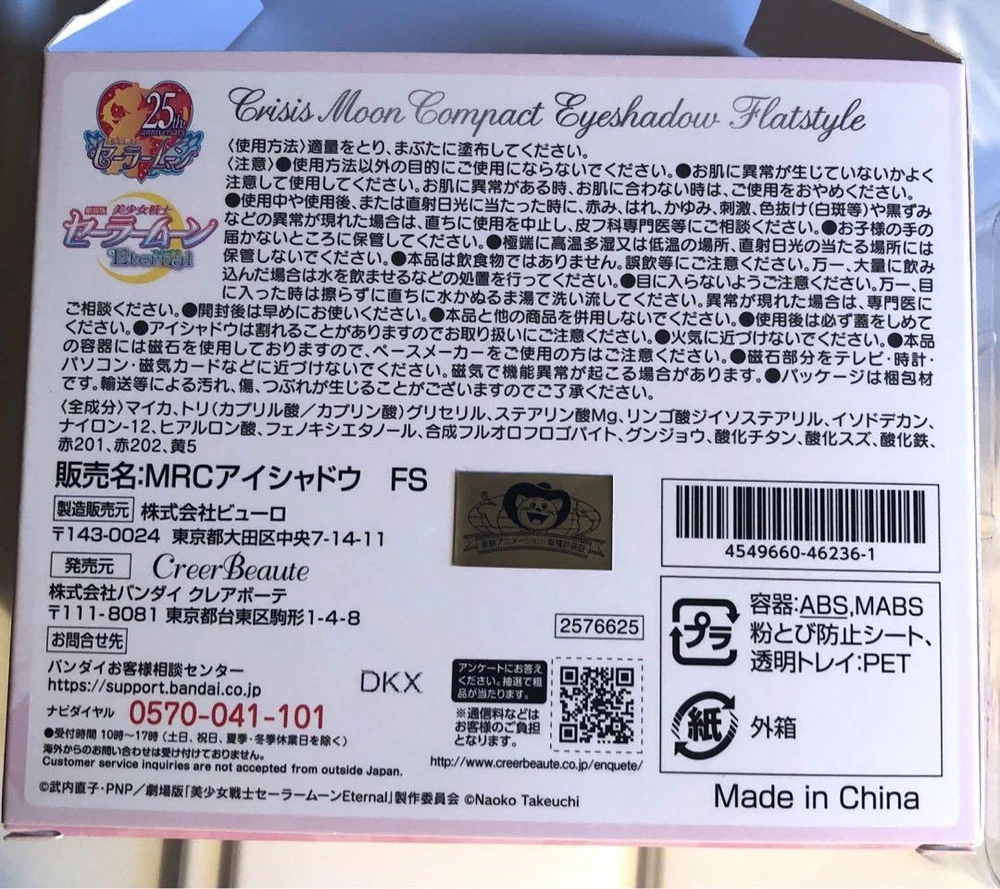 25th
anniversary
セーラームーン
Crisis Moon Compact Eyeshadow Flatstyle
劇場版 美少女戦士
セーラームーン
Eternal
〈使用方法〉適量をとり、まぶたに塗布してください。
〈注意〉●使用方法以外の目的にご使用にならないでください。●お肌に異常が生じていないかよく
注意して使用してください。お肌に異常がある時、お肌に合わない時は、ご使用をおやめください。
●使用中や使用後、または直射日光に当たった時に、赤み、はれ、かゆみ、刺激、色抜け(白斑等)や黒ずみ
などの異常が現れた場合は、直ちに使用を中止し、皮フ科専門医等にご相談ください。●お子様の手の
届かないところに保管してください。●極端に高温多湿又は低温の場所、直射日光の当たる場所には
保管しないでください。●本品は飲食物ではありません。誤飲等にご注意ください。万一、大量に飲み
込んだ場合は水を飲ませるなどの処置を行ってください。●目に入らないようご注意ください。万一、目
に入った時は擦らずに直ちに水かぬるま湯で洗い流してください。異常が現れた場合は、専門医に
ご相談ください。●開封後は早めにお使いください。●本品と他の商品を併用しないでください。●使用後は必ず蓋をしめて
ください。●アイシャドウは割れることがありますのでお取り扱いにご注意ください。●火気に近づけないでください。●本品
の容器には磁石を使用しておりますので、ペースメーカーをご使用の方はご注意ください。●磁石部分をテレビ・時計・
パソコン・磁気カードなどに近づけないでください。磁気で機能異常が起こる場合があります。●パッケージは梱包材
です。輸送等による汚れ、傷、つぶれが生じることがございますのでご了承ください。
〈全成分〉マイカ、トリ(カプリル酸／カプリン酸)グリセリル、ステアリン酸Mg、リンゴ酸ジイソステアリル、イソドデカン、
ナイロン-12、ヒアルロン酸、フェノキシエタノール、合成フルオロフロゴパイト、グンジョウ、酸化チタン、酸化スズ、酸化鉄、
赤201、赤202、黄5
販売名:MRCアイシャドウ FS
製造販売元 株式会社ビューロ
〒143-0024 東京都大田区中央7-14-11
発売元 CreerBeaute
株式会社バンダイ クレアボーテ
〒111-8081 東京都台東区駒形1-4-8
お問合せ先
バンダイお客様相談センター
https://support.bandai.co.jp
ナビダイヤル 0570-041-101
●受付時間 10時〜17時 (土日、祝日、夏季・冬季休業日を除く)
海外からのお問い合わせは受け付けておりません。
Customer service inquiries are not accepted from outside Japan.
©武内直子・PNP／劇場版「美少女戦士セーラームーンEternal」製作委員会 ©Naoko Takeuchi
DKX
2576625
アンケートにお答え
ください。抽選で粗
品が当たります。
※通信料などは
お客様のご負担
となります。
http://www.creerbeaute.co.jp/enquete/
4549660-46236-1
プラ
容器:ABS,MABS
粉とび防止シート、
透明トレイ:PET
紙
外箱
Made in China